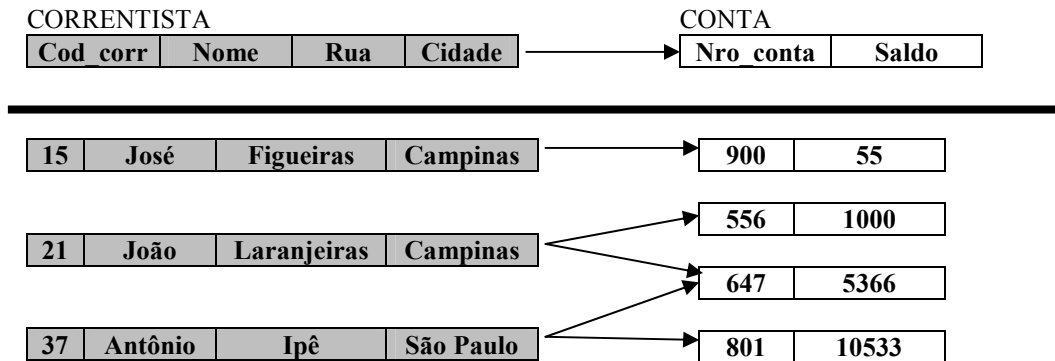 CORRENTISTA CONTA
Cod_corr Nome Rua Cidade Nro_conta Saldo
15 José Figueiras Campinas 900 55
556 1000
21 João Laranjeiras Campinas
647 5366
37 Antônio Ipê São Paulo 801 10533